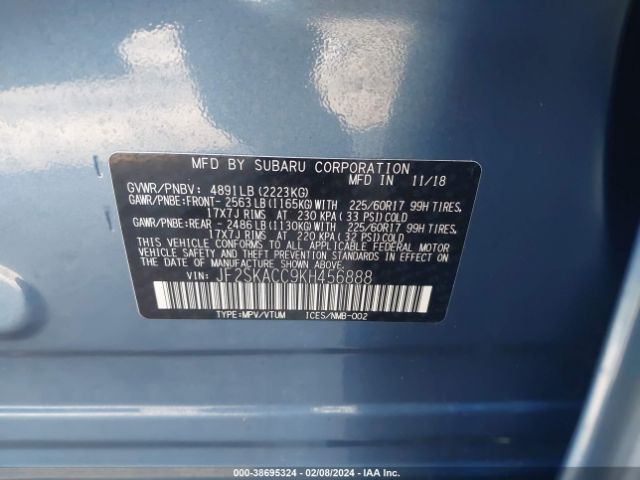 MFD BY SUBARU CORPORATION
GVWR/PNBV: 4891LB (2223KG) MFD IN 11/18
GAWR/PNBE:FRONT- 2563LB(1165KG)WITH 225/60R17 99H TIRES,
17X7J RIMS AT 230 KPA( 33 PSI)COLD
GAWR/PNBE:REAR - 2486LB(1130KG)WITH 225/60R17 99H TIRES,
17X7J RIMS AT 220 KPA( 32 PSI)COLD
THIS VEHICLE CONFORMS TO ALL APPLICABLE FEDERAL MOTOR
VEHICLE SAFETY AND THEFT PREVENTION STANDARDS IN EFFECT ON
THE DATE OF MANUFACTURE SHOWN ABOVE.
VIN: JF2SKACC9KH456888
TYPE:MPV/VTUM ICES/NMB-002
000-38695324 | 02/08/2024 | IAA, Inc.